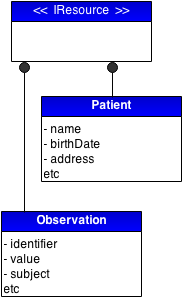 << IResource >>
Patient
- name
- birthDate
- address
etc
Observation
- identifier
- value
- subject
etc